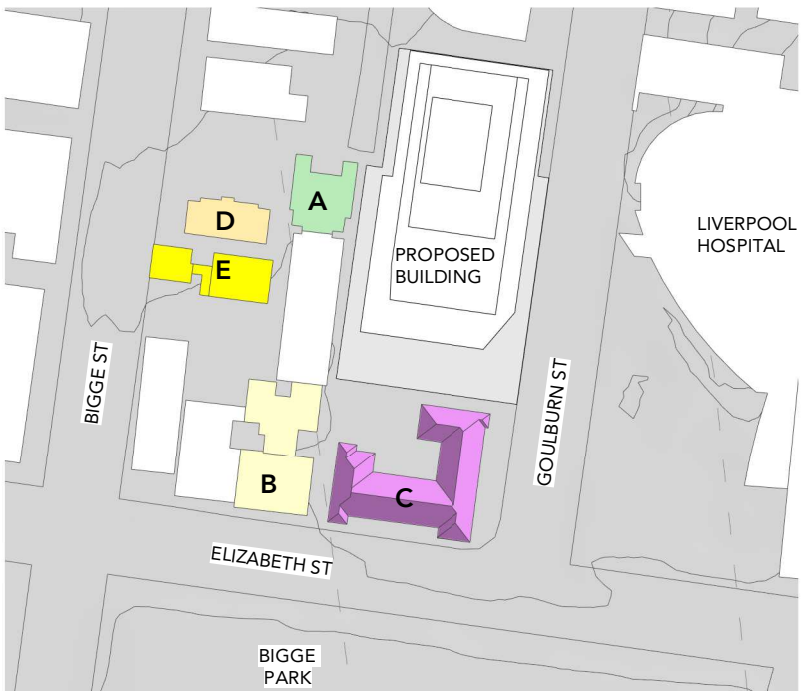 A
D
E
PROPOSED
BUILDING
LIVERPOOL
HOSPITAL
BIGGE ST
GOULBURN ST
B
C
ELIZABETH ST
BIGGE
PARK